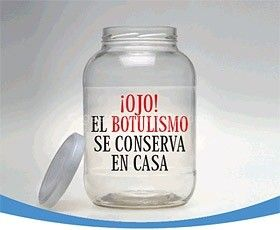 ¡OJO!
EL BOTULISMO
SE CONSERVA
EN CASA